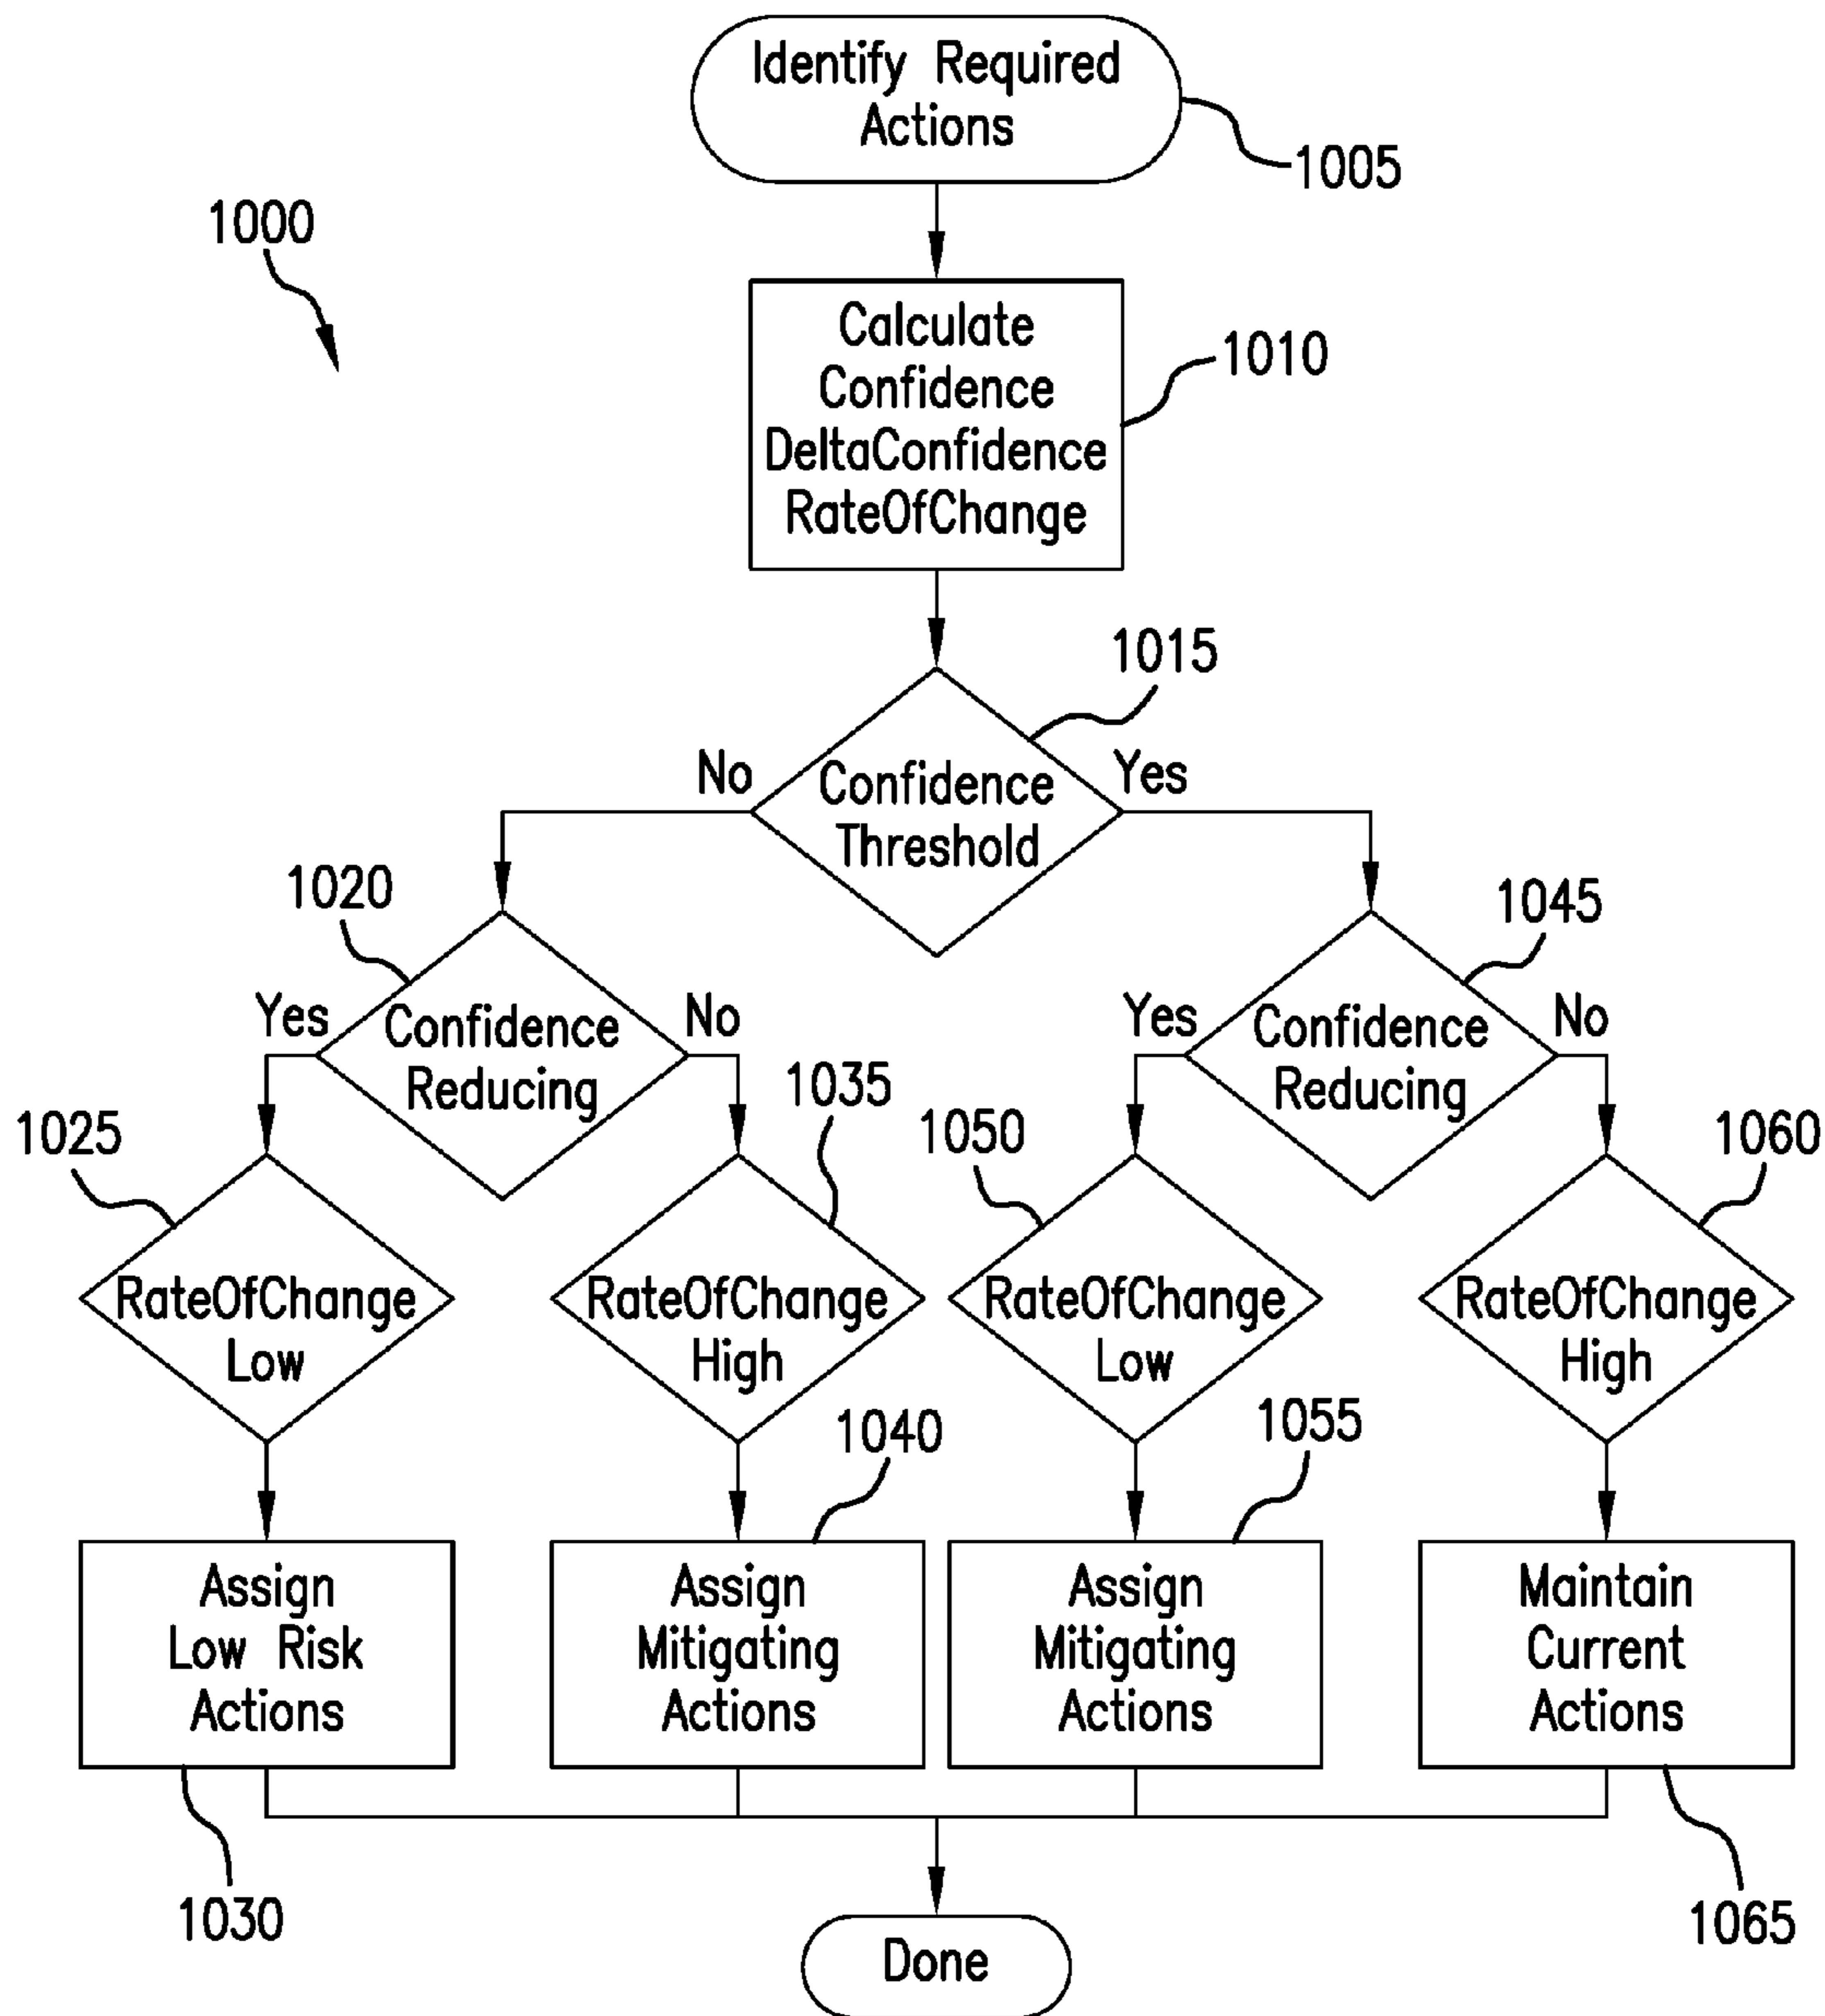 Identify Required
Actions
1005
1000
Calculate
Confidence
DeltaConfidence
RateOfChange
1010
1015
No
Yes
Confidence
Threshold
1020
1045
Yes
No
Confidence
Reducing
Yes
No
Confidence
Reducing
1025
1035
1050
1060
RateOfChange
Low
RateOfChange
High
RateOfChange
Low
RateOfChange
High
1040
1055
Assign
Low Risk
Actions
Assign
Mitigating
Actions
Assign
Mitigating
Actions
Maintain
Current
Actions
1030
1065
Done